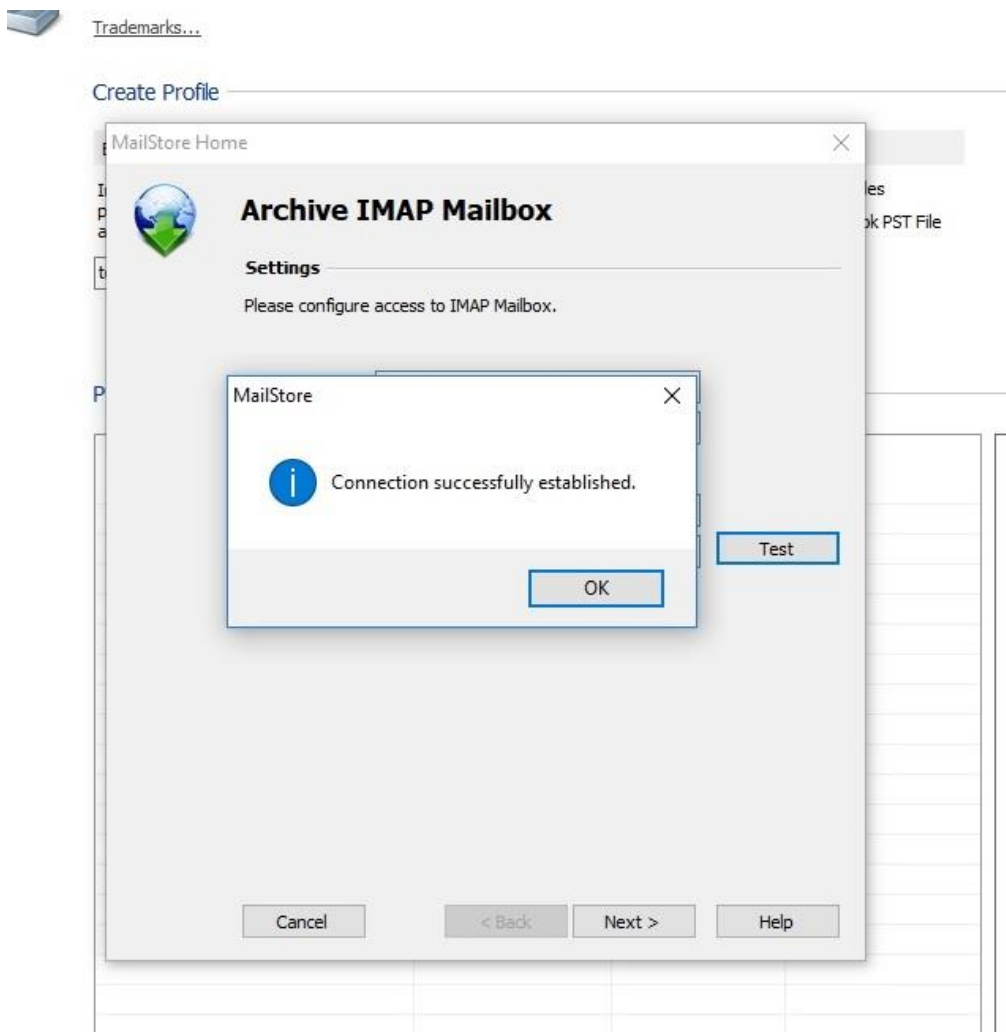 Trademarks...
Create Profile
MailStore Home
les
ok PST File
Archive IMAP Mailbox
Settings
Please configure access to IMAP Mailbox.
MailStore
Connection successfully established.
Test
OK
Cancel
< Back
Next >
Help